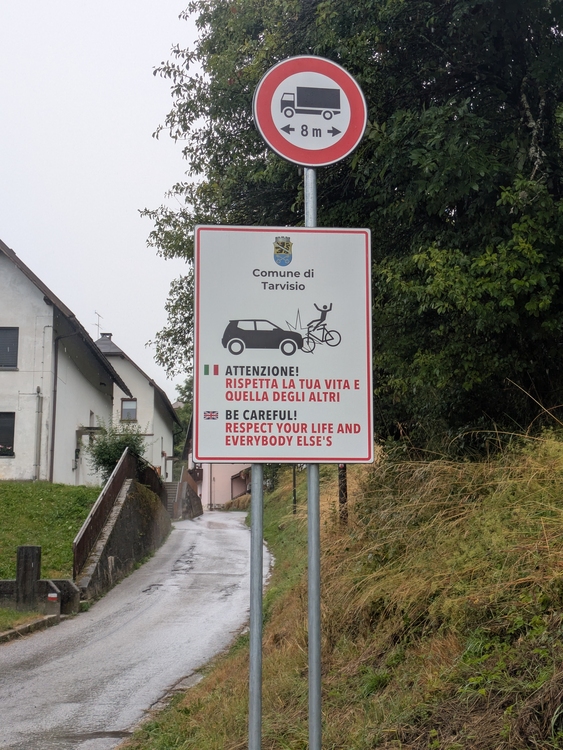 8 m
Comune di
Tarvisio
ATTENZIONE!
RISPETTA LA TUA VITA E
QUELLA DEGLI ALTRI
BE CAREFUL!
RESPECT YOUR LIFE AND
EVERYBODY ELSE'S